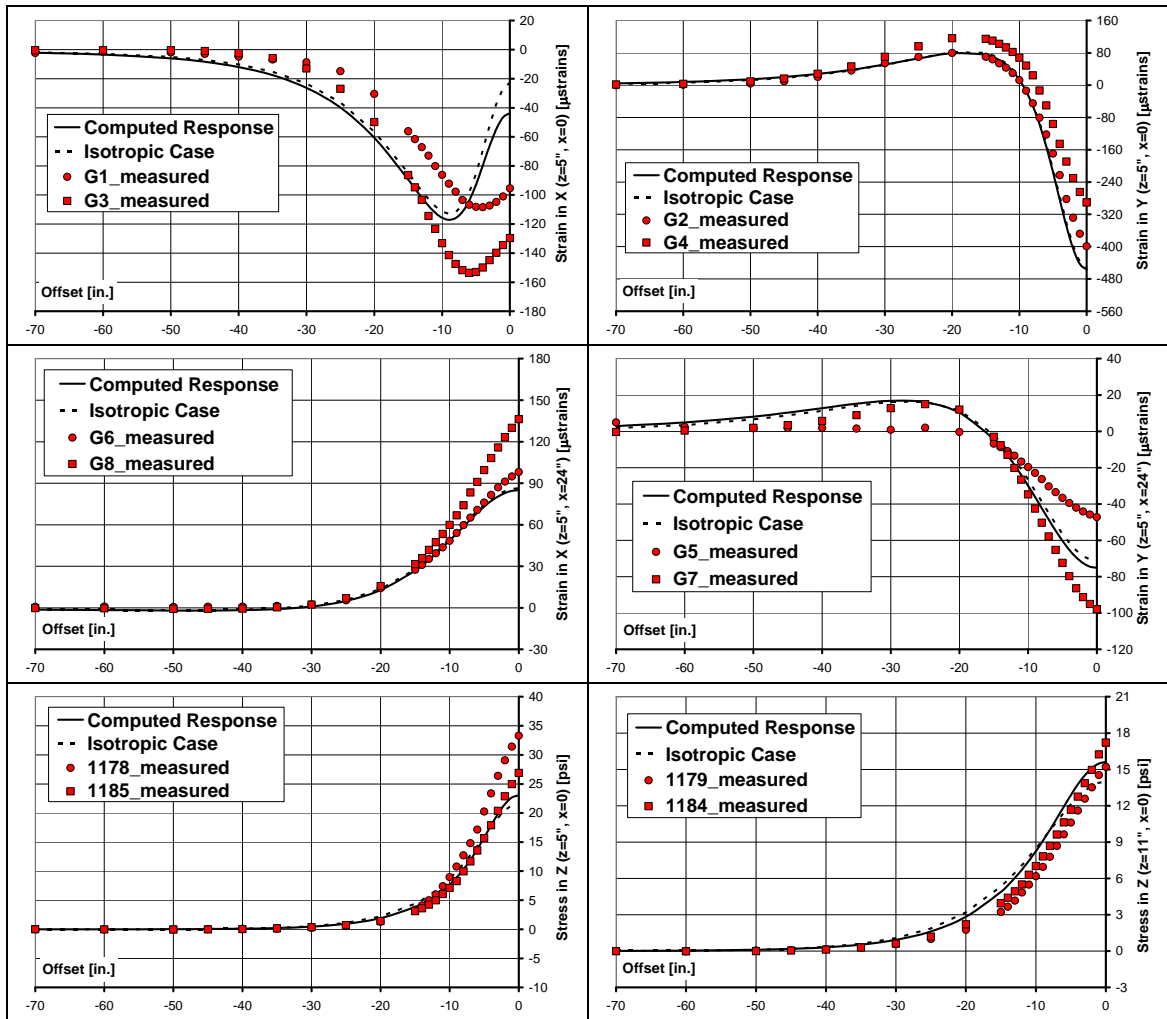 Computed Response
Isotropic Case
G1_measured
G3_measured
Offset [in.]
0
-20
-40
-60
-80
-100
-120
-140
-160
-180
Strain in X (z=5", x=0) [µstrains]
-70 -60 -50 -40 -30 -20 -10 0
Computed Response
Isotropic Case
G2_measured
G4_measured
Offset [in.]
160
80
0
-80
-160
-240
-320
-400
-480
-560
Strain in Y (z=5", x=0) [µstrains]
-70 -60 -50 -40 -30 -20 -10 0
Computed Response
Isotropic Case
G6_measured
G8_measured
Offset [in.]
180
150
120
90
60
30
0
-30
Strain in X (z=5", x=24") [µstrains]
-70 -60 -50 -40 -30 -20 -10 0
Computed Response
Isotropic Case
G5_measured
G7_measured
Offset [in.]
40
20
0
-20
-40
-60
-80
-100
-120
Strain in Y (z=5", x=24") [µstrains]
-70 -60 -50 -40 -30 -20 -10 0
Computed Response
Isotropic Case
1178_measured
1185_measured
Offset [in.]
40
35
30
25
20
15
10
5
0
-5
-10
Stress in Z (z=5", x=0) [psi]
-70 -60 -50 -40 -30 -20 -10 0
Computed Response
Isotropic Case
1179_measured
1184_measured
Offset [in.]
21
18
15
12
9
6
3
0
-3
Stress in Z (z=11", x=0) [psi]
-70 -60 -50 -40 -30 -20 -10 0